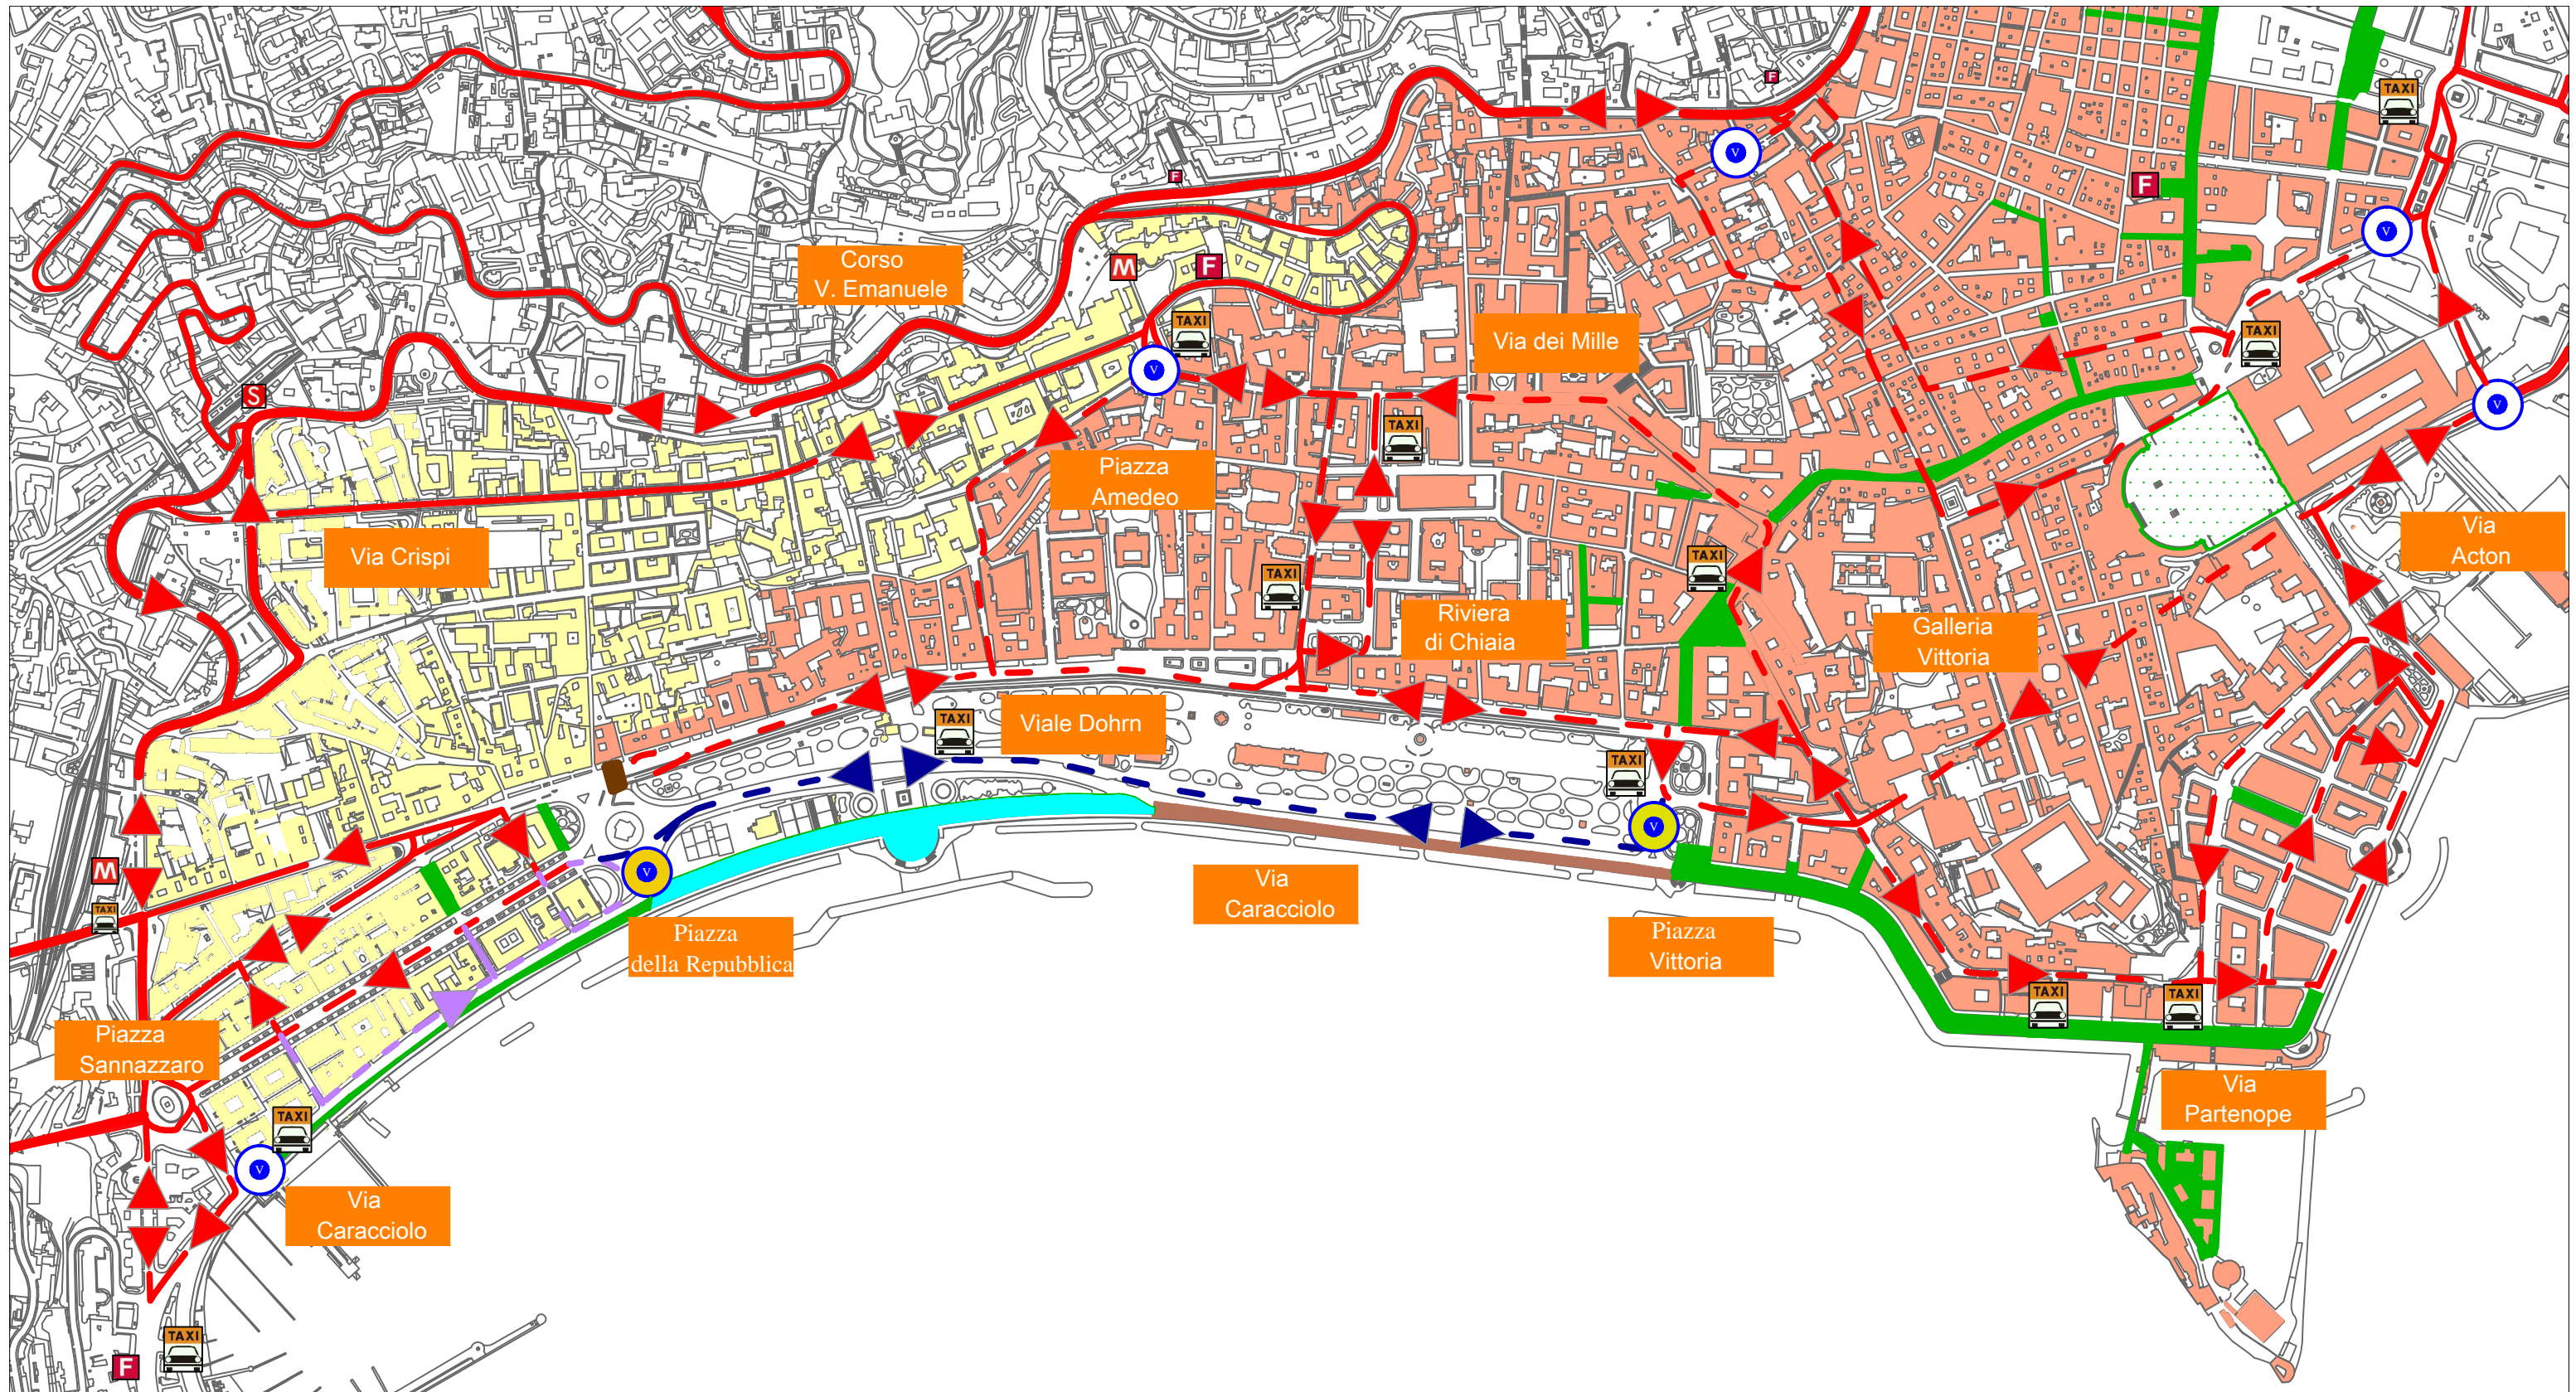 F
TAXI
V
F
F
V
Corso
V. Emanuele
M
F
TAXI
V
Via dei Mille
TAXI
S
V
TAXI
Piazza
Amedeo
Via Crispi
Via
Acton
TAXI
TAXI
Riviera
di Chiaia
Galleria
Vittoria
Viale Dohrn
TAXI
TAXI
V
V
M
TAXI
Via
Caracciolo
Piazza
della Repubblica
Piazza
Vittoria
TAXI
TAXI
Piazza
Sannazzaro
Via
Partenope
TAXI
V
Via
Caracciolo
TAXI
F